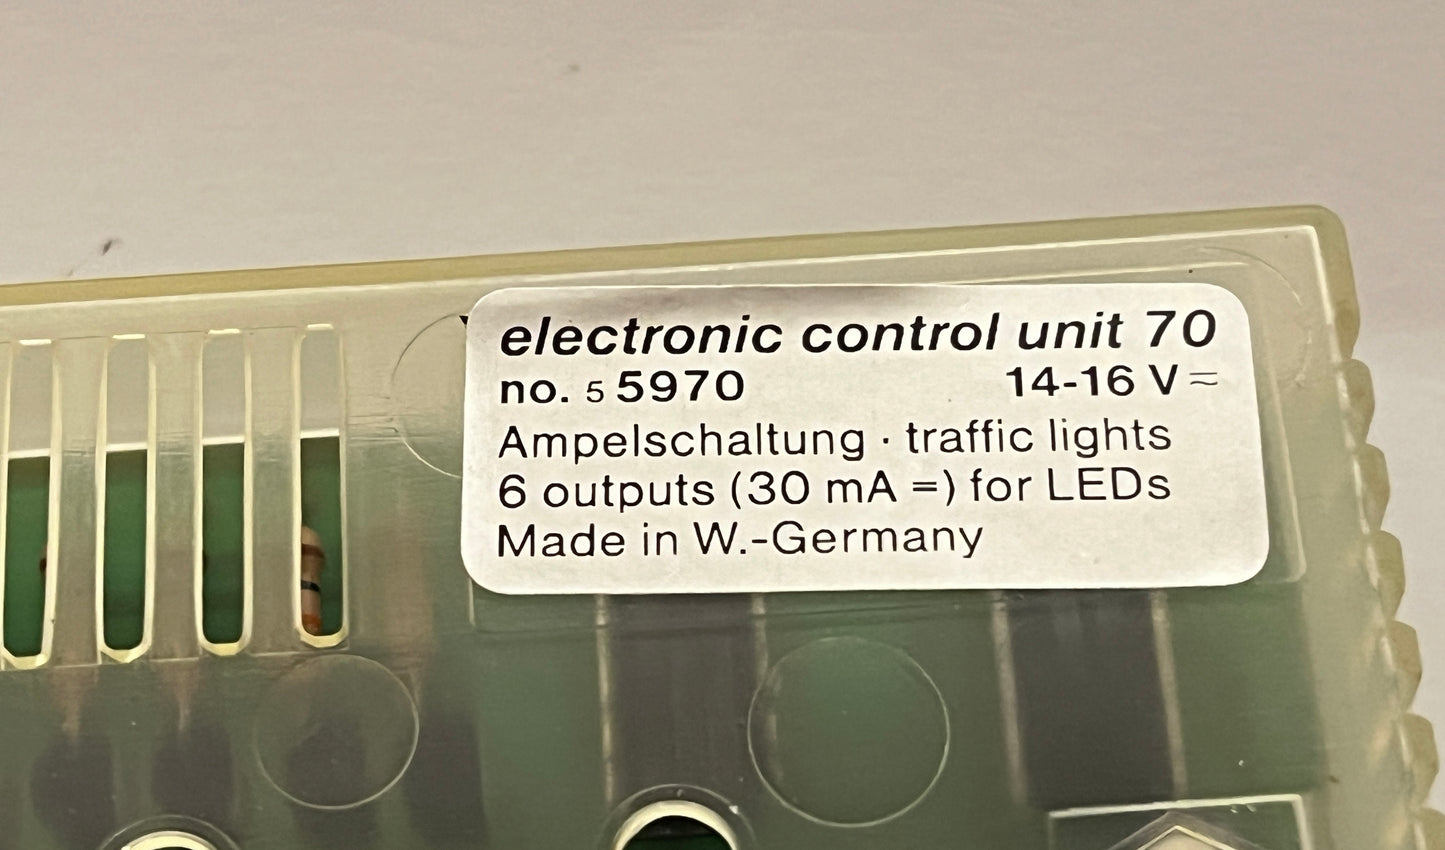 electronic control unit 70
no. 5 5970 14-16 V ≂
Ampelschaltung · traffic lights
6 outputs (30 mA =) for LEDs
Made in W.-Germany